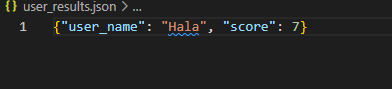 {} user_results.json > ...
1 {"user_name": "Hala", "score": 7}